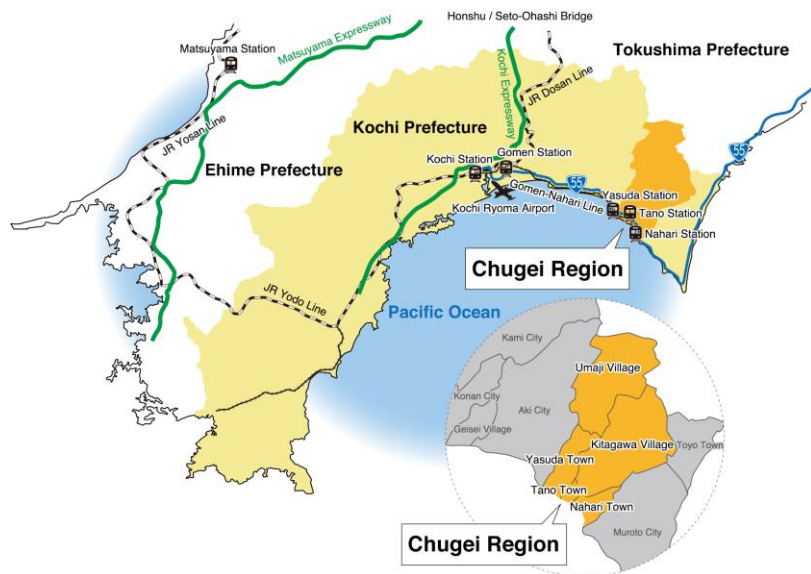 Honshu / Seto-Ohashi Bridge
Matsuyama Station
Matsuyama Expressway
Tokushima Prefecture
Kochi Expressway
JR Dosan Line
JR Yosan Line
Kochi Prefecture
55
Ehime Prefecture
Kochi Station
Gomen Station
55
Gomen-Nahari Line
Yasuda Station
Kochi Ryoma Airport
Tano Station
Nahari Station
Chugei Region
JR Yodo Line
Pacific Ocean
Kami City
Umaji Village
Konan City
Aki City
Geisei Village
Kitagawa Village
Toyo Town
Yasuda Town
Tano Town
Nahari Town
Muroto City
Chugei Region